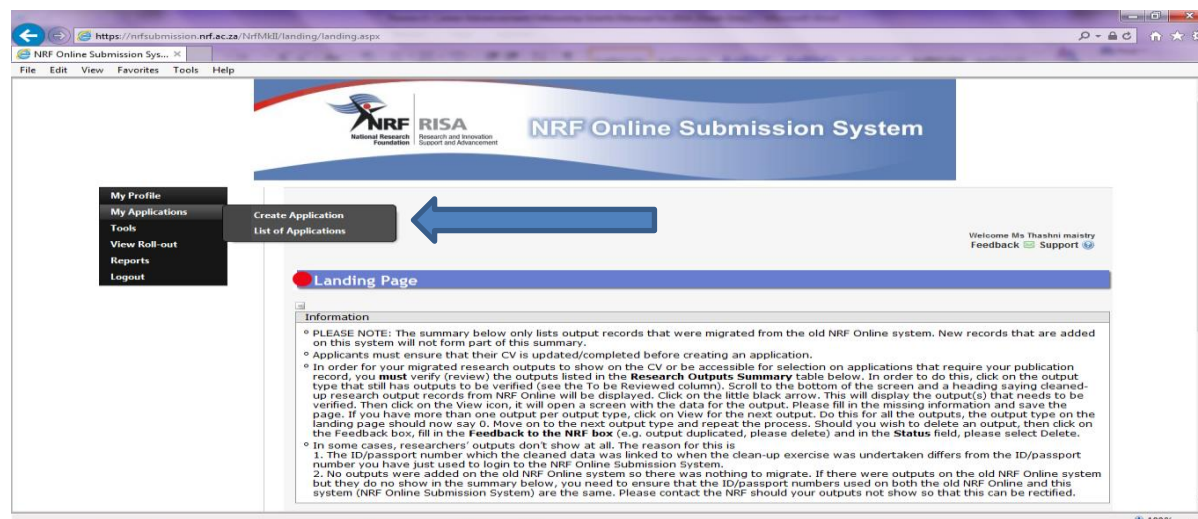 https://nrfsubmission.nrf.ac.za/NrfMkII/landing/landing.aspx
NRF Online Submission Sys...
File Edit View Favorites Tools Help
NRF RISA
National Research Foundation
Research and Innovation Support and Advancement
NRF Online Submission System
My Profile
My Applications
Tools
View Roll-out
Reports
Logout
Create Application
List of Applications
Welcome Ms Thashni maistry
Feedback Support
Landing Page
Information
PLEASE NOTE: The summary below only lists output records that were migrated from the old NRF Online system. New records that are added
on this system will not form part of this summary.
Applicants must ensure that their CV is updated/completed before creating an application.
In order for your migrated research outputs to show on the CV or be accessible for selection on applications that require your publication
record, you must verify (review) the outputs listed in the Research Outputs Summary table below. In order to do this, click on the output
type that still has outputs to be verified (see the To be Reviewed column). Scroll to the bottom of the screen and a heading saying cleaned-
up research output records from NRF Online will be displayed. Click on the little black arrow. This will display the output(s) that needs to be
verified. Then click on the View icon, it will open a screen with the data for the output. Please fill in the missing information and save the
page. If you have more than one output per output type, click on View for the next output. Do this for all the outputs, the output type on the
landing page should now say 0. Move on to the next output type and repeat the process. Should you wish to delete an output, then click on
the Feedback box, fill in the Feedback to the NRF box (e.g. output duplicated, please delete) and in the Status field, please select Delete.
In some cases, researchers' outputs don't show at all. The reason for this is
1. The ID/passport number which the cleaned data was linked to when the clean-up exercise was undertaken differs from the ID/passport
number you have just used to login to the NRF Online Submission System.
2. No outputs were added on the old NRF Online system so there was nothing to migrate. If there were outputs on the old NRF Online system
but they do no show in the summary below, you need to ensure that the ID/passport numbers used on both the old NRF Online and this
system (NRF Online Submission System) are the same. Please contact the NRF should your outputs not show so that this can be rectified.